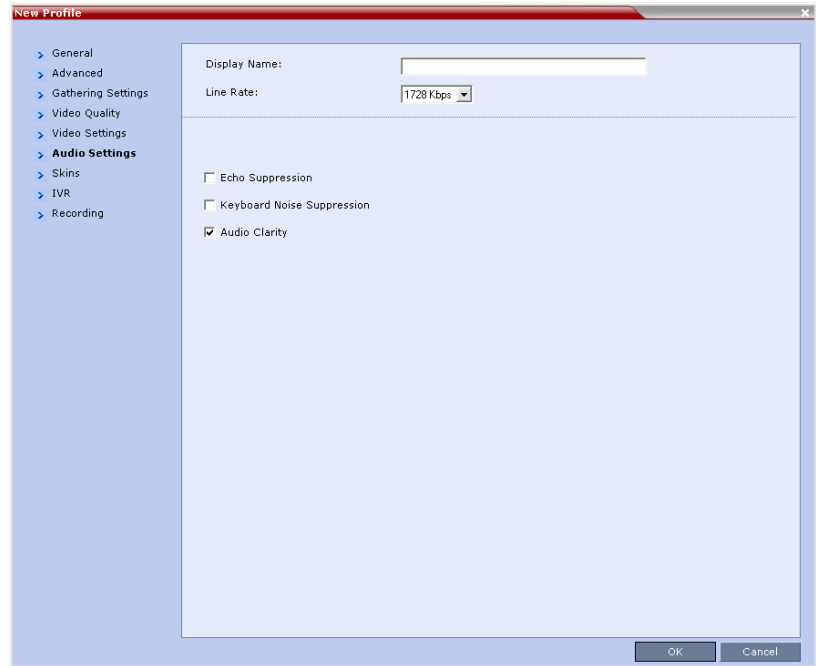 New Profile
General
Advanced
Gathering Settings
Video Quality
Video Settings
Audio Settings
Skins
IVR
Recording
Display Name:
Line Rate:
1728 Kbps
Echo Suppression
Keyboard Noise Suppression
Audio Clarity
OK
Cancel